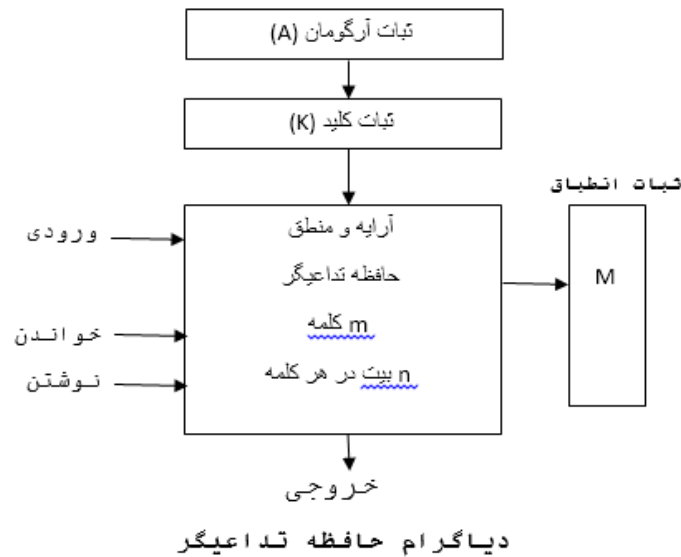 ثبات آرگومان (A)
ثبات کلید (K)
ثبات انطباق
آرایه و منطق
حافظه تداعیگر
m کلمه
n بیت در هر کلمه
M
ورودی
خواندن
نوشتن
خروجی
دیاگرام حافظه تداعیگر